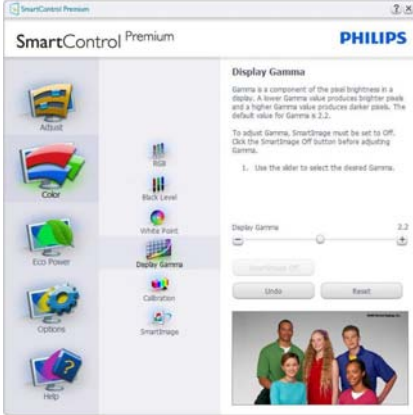 SmartControl Premium
SmartControl Premium
PHILIPS
Adjust
Color
Eco Power
Options
Help
RGB
Black Level
White Point
Display Gamma
Calibration
SmartImage
Display Gamma
Gamma is a component of the pixel brightness in a
display. A lower Gamma value produces brighter pixels
and a higher Gamma value produces darker pixels. The
default value for Gamma is 2.2.
To adjust Gamma, SmartImage must be set to Off.
Click the SmartImage Off button before adjusting
Gamma.
1. Use the slider to select the desired Gamma.
Display Gamma 2.2
SmartImage Off
Undo
Reset